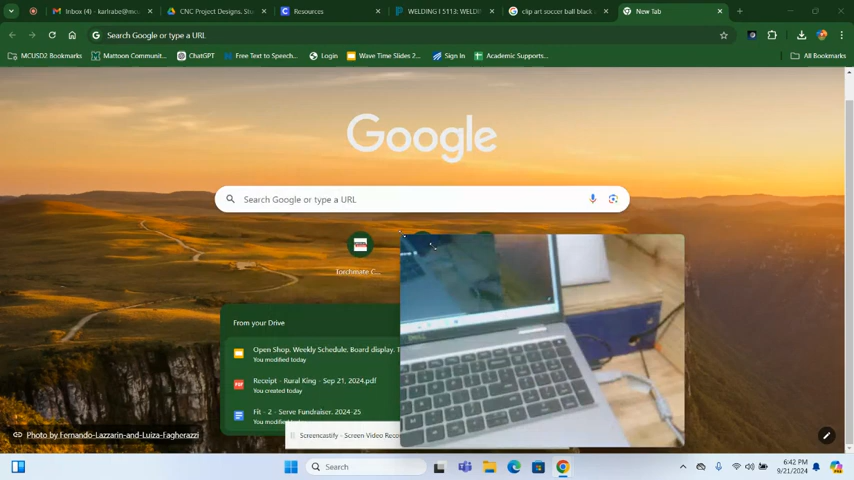 Inbox (4) - karlrabe@mc
CNC Project Designs. St
Resources
WELDING I 5113: WELDI
clip art soccer ball black
New Tab
Search Google or type a URL
MCUSD2 Bookmarks
Mattoon Communit...
ChatGPT
Free Text to Speech...
Login
Wave Time Slides 2...
Sign In
Academic Supports...
All Bookmarks
Google
Search Google or type a URL
Torchmate C...
From your Drive
Open Shop. Weekly Schedule. Board display. T
You modified today
Receipt - Rural King - Sep 21, 2024.pdf
You created today
Fit - 2 - Serve Fundraiser. 2024-25
You modif
Screencastify - Screen Video Reco
DELL
Photo by Fernando-Lazzarin-and-Luiza-Fagherazzi
Search
6:42 PM
9/21/2024